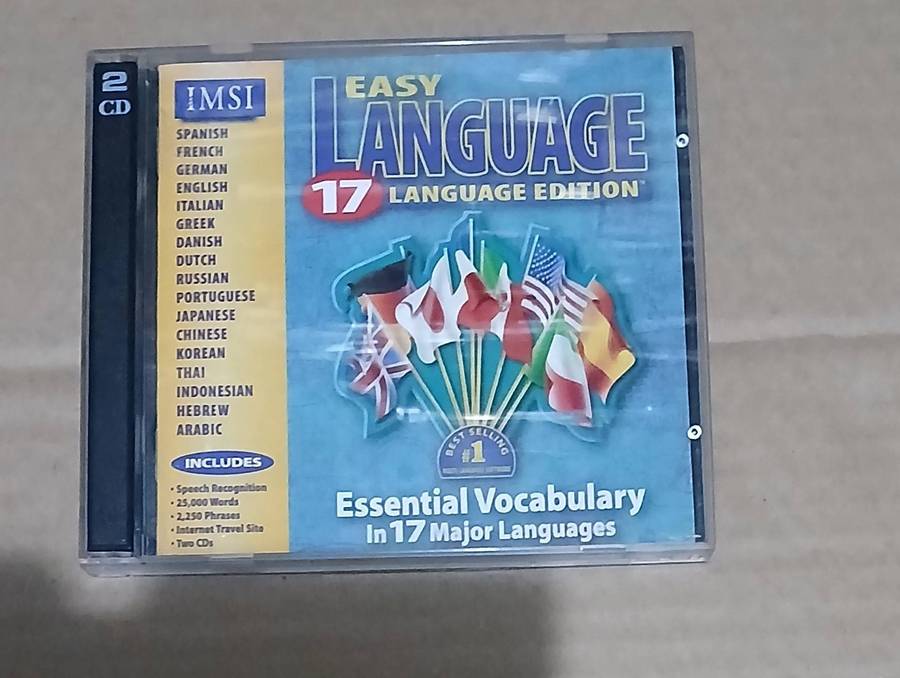 2
CD
IMSI
SPANISH
FRENCH
GERMAN
ENGLISH
ITALIAN
GREEK
DANISH
DUTCH
RUSSIAN
PORTUGUESE
JAPANESE
CHINESE
KOREAN
THAI
INDONESIAN
HEBREW
ARABIC
INCLUDES
• Speech Recognition
• 25,000 Words
• 2,250 Phrases
• Internet Travel Site
• Two CDs
EASY
LANGUAGE
17 LANGUAGE EDITION
BEST SELLING
#1
Essential Vocabulary
In 17 Major Languages